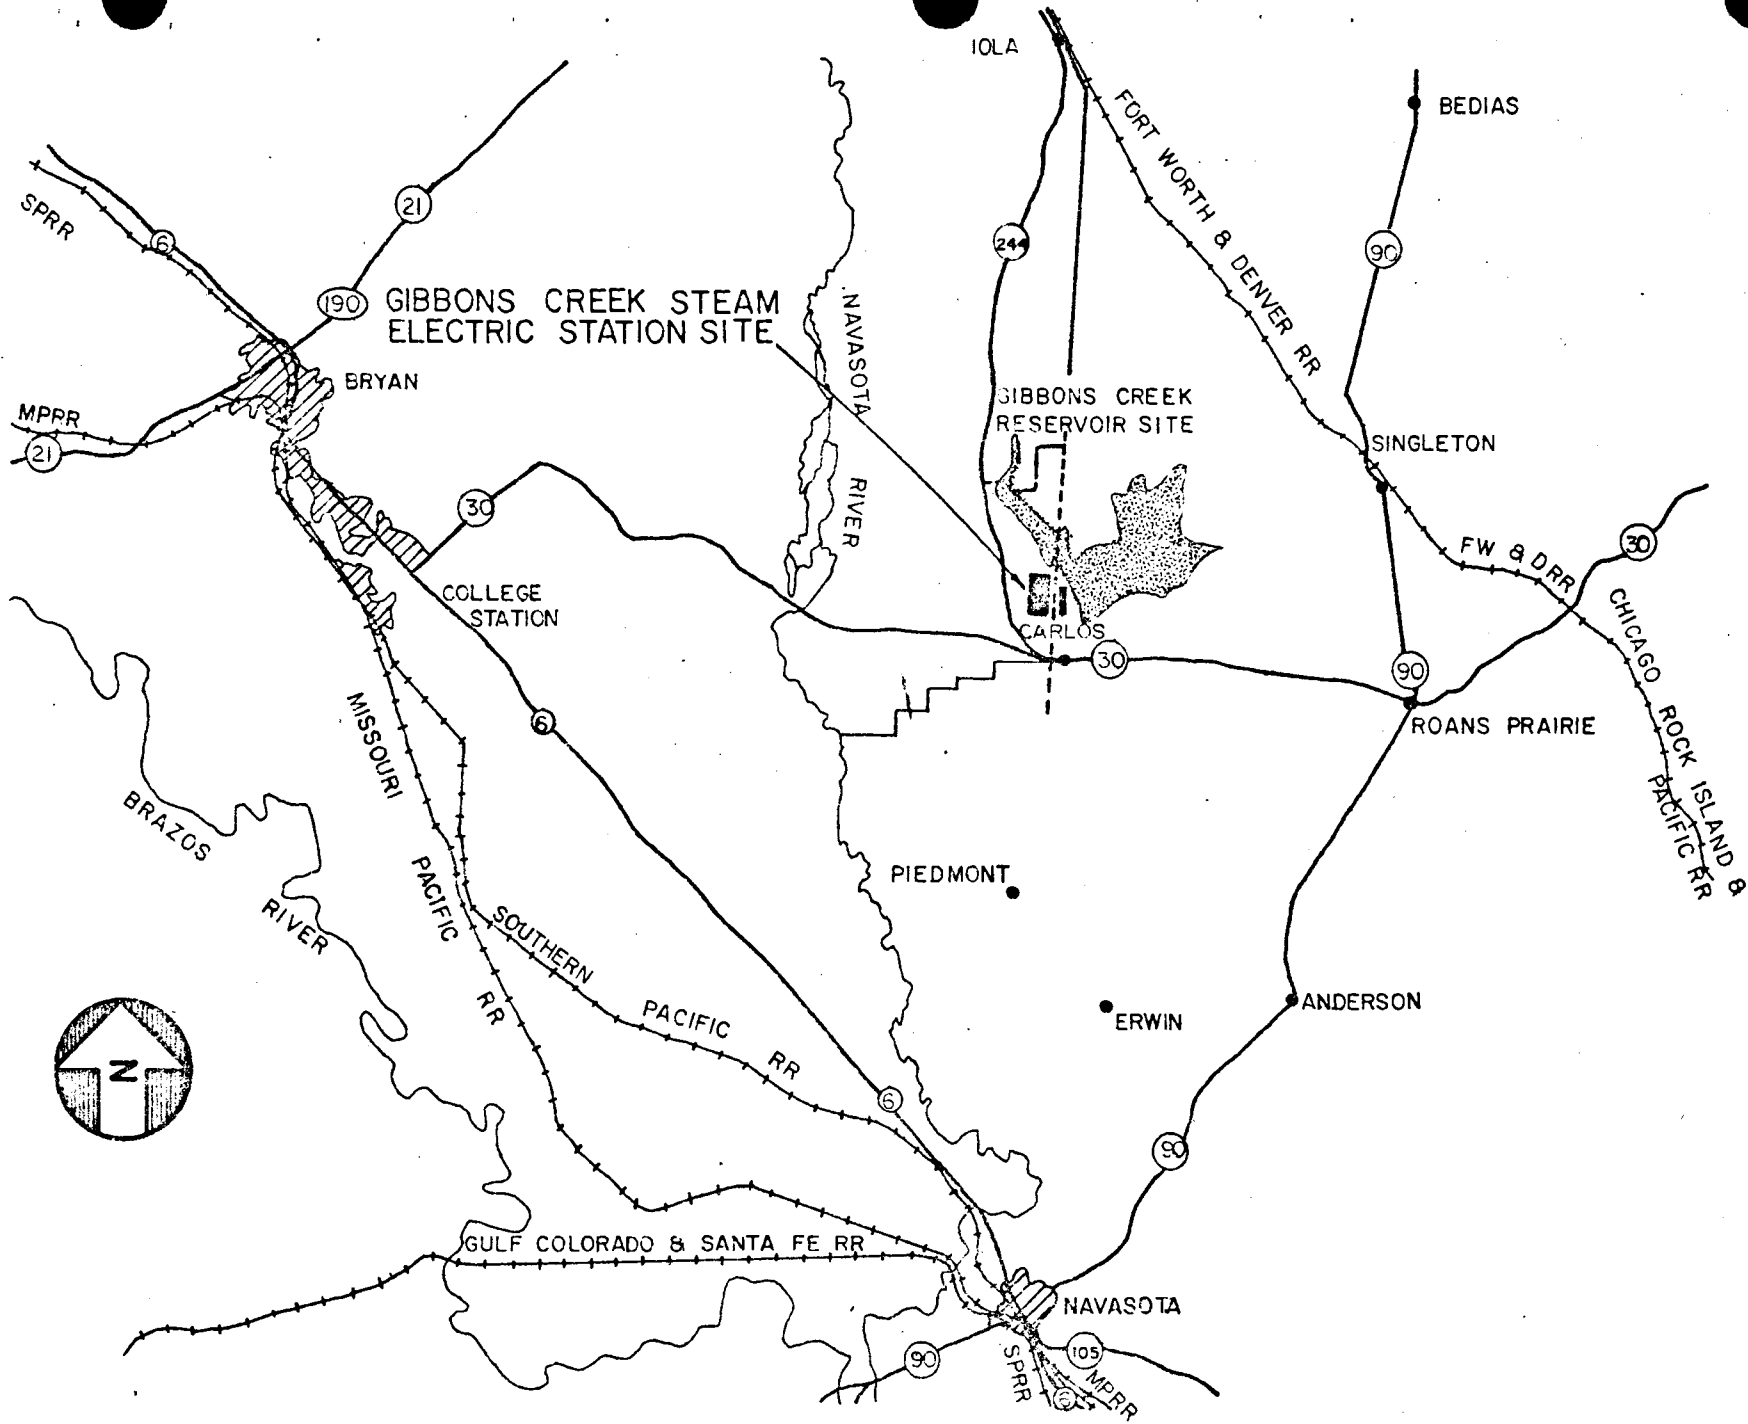 IOLA
BEDIAS
FORT WORTH & DENVER RR
SPRR
6
21
244
90
190
GIBBONS CREEK STEAM
ELECTRIC STATION SITE
NAVASOTA
RIVER
BRYAN
MPRR
21
GIBBONS CREEK
RESERVOIR SITE
SINGLETON
30
30
FW & DRR
COLLEGE
STATION
CARLOS
30
90
CHICAGO ROCK ISLAND &
PACIFIC RR
ROANS PRAIRIE
6
MISSOURI
PACIFIC
RR
BRAZOS
RIVER
PIEDMONT
SOUTHERN
PACIFIC
RR
ANDERSON
ERWIN
N
6
90
GULF COLORADO & SANTA FE RR
NAVASOTA
90
105
SPRR
6
MPRR